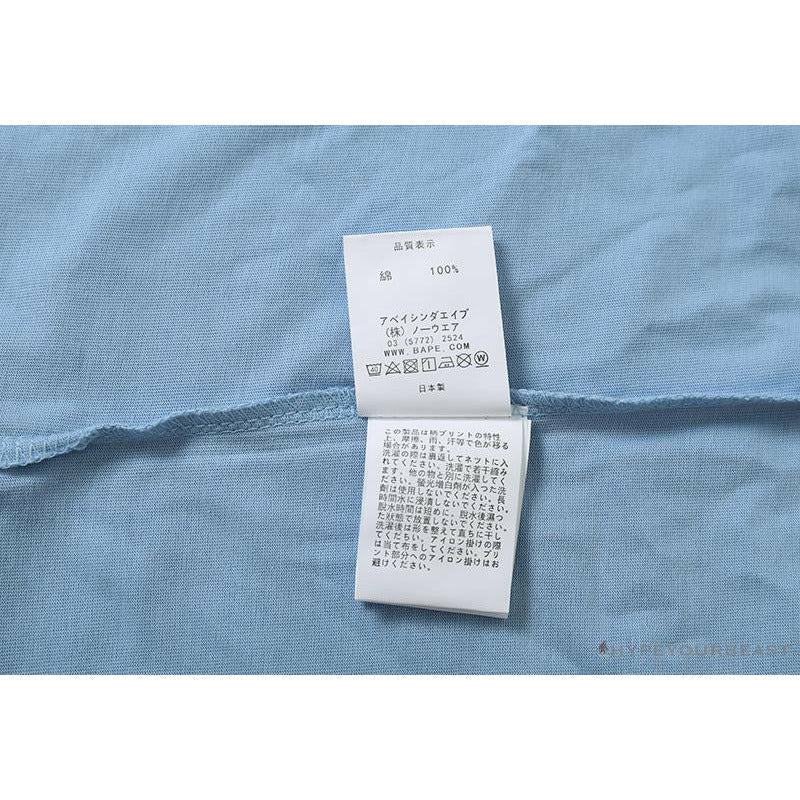 品質表示
綿 100%
アベイシンダエイプ
(株) ノーウエア
03 (5772) 2524
WWW.BAPE.COM
40
W
日本製
この製品は柄プリントの特性
上、摩擦、雨、汗等で色が移る
場合があります。
洗濯の際は裏返してネットに入
れてください。洗濯で若干縮み
ます。他の物と別に洗ってく
ださい。蛍光増白剤が入った洗
剤は使用しないでください。長
時間水に浸漬しないでください。
脱水時間は短めに、脱水後湿っ
た状態で放置しないでください。
洗濯後は形を整えて直ちに干し
てください。アイロン掛けの際
は当て布をしてください。プリ
ント部分へのアイロン掛けはお
避けください。
HYPEYOURBEAST